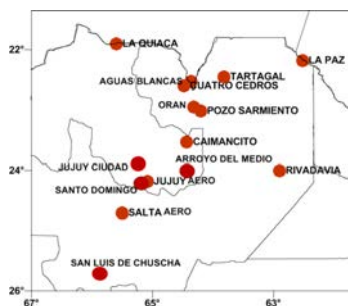 22°
LA QUIACA
LA PAZ
AGUAS BLANCAS
TARTAGAL
CUATRO CEDROS
ORAN
POZO SARMIENTO
CAIMANCITO
JUJUY CIUDAD
ARROYO DEL MEDIO
24°
JUJUY AERO
RIVADAVIA
SANTO DOMINGO
SALTA AERO
SAN LUIS DE CHUSCHA
26°
67°
65°
63°